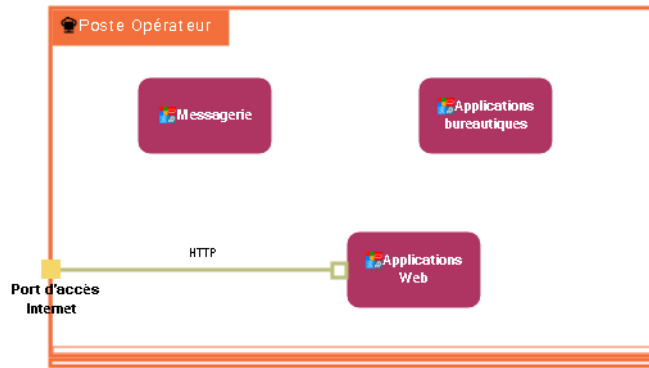 Poste Opérateur
Messagerie
Applications
bureautiques
HTTP
Applications
Web
Port d'accès
Internet